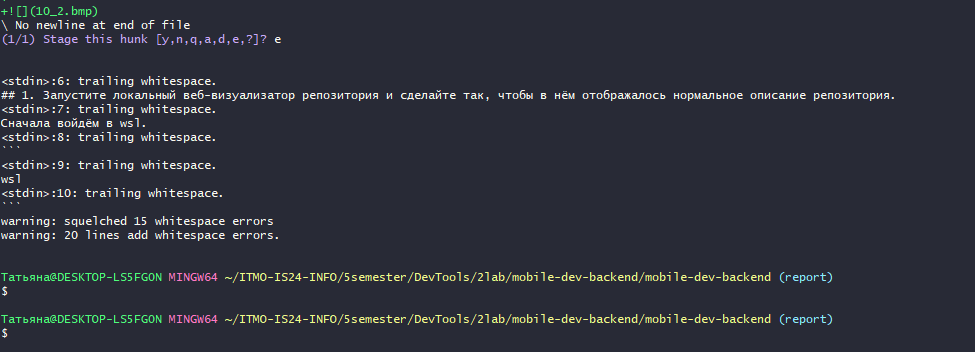 +![](10_2.bmp)
\ No newline at end of file
(1/1) Stage this hunk [y,n,q,a,d,e,?]? e
<stdin>:6: trailing whitespace.
## 1. Запустите локальный веб-визуализатор репозитория и сделайте так, чтобы в нём отображалось нормальное описание репозитория.
<stdin>:7: trailing whitespace.
Сначала войдём в wsl.
<stdin>:8: trailing whitespace.
```
<stdin>:9: trailing whitespace.
wsl
<stdin>:10: trailing whitespace.
```
warning: squelched 15 whitespace errors
warning: 20 lines add whitespace errors.
Татьяна@DESKTOP-LS5FGON MINGW64 ~/ITMO-IS24-INFO/5semester/DevTools/2lab/mobile-dev-backend/mobile-dev-backend (report)
$
Татьяна@DESKTOP-LS5FGON MINGW64 ~/ITMO-IS24-INFO/5semester/DevTools/2lab/mobile-dev-backend/mobile-dev-backend (report)
$